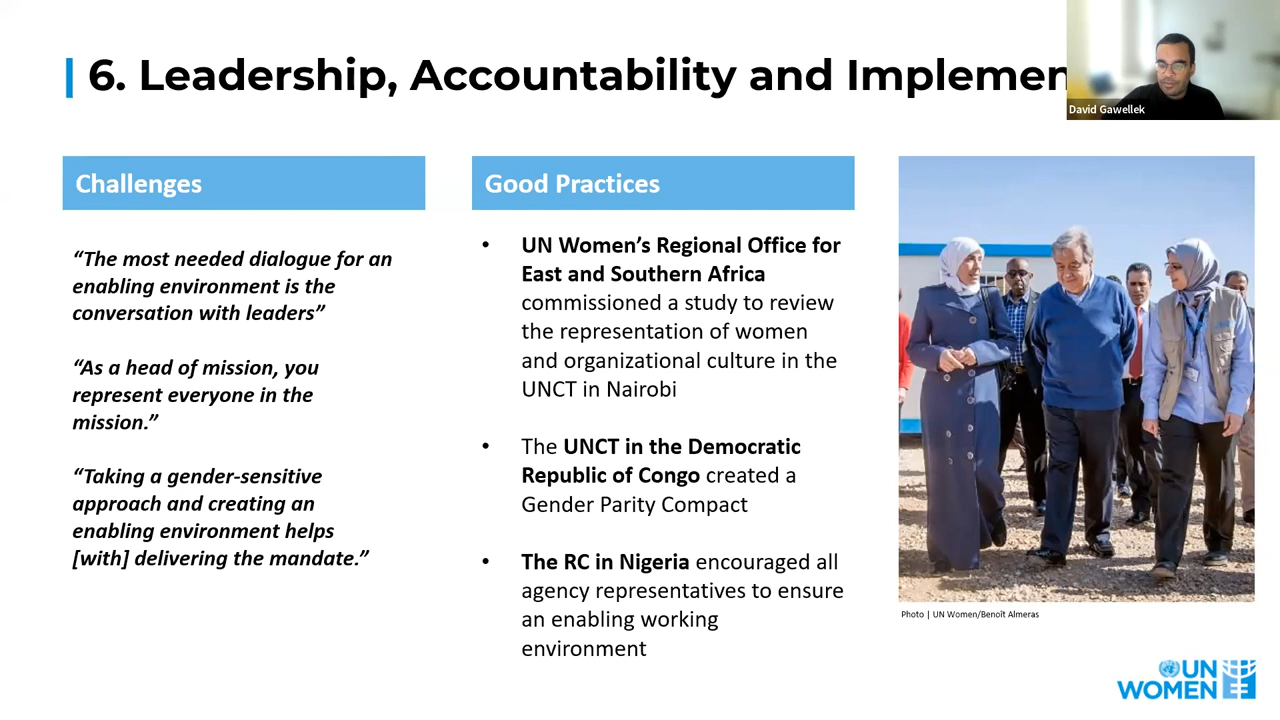 | 6. Leadership, Accountability and Implemen
David Gawellek
Challenges
“The most needed dialogue for an
enabling environment is the
conversation with leaders”
“As a head of mission, you
represent everyone in the
mission.”
“Taking a gender-sensitive
approach and creating an
enabling environment helps
[with] delivering the mandate.”
Good Practices
• UN Women’s Regional Office for
East and Southern Africa
commissioned a study to review
the representation of women
and organizational culture in the
UNCT in Nairobi
• The UNCT in the Democratic
Republic of Congo created a
Gender Parity Compact
• The RC in Nigeria encouraged all
agency representatives to ensure
an enabling working
environment
Photo | UN Women/Benoît Almeras
UN
WOMEN